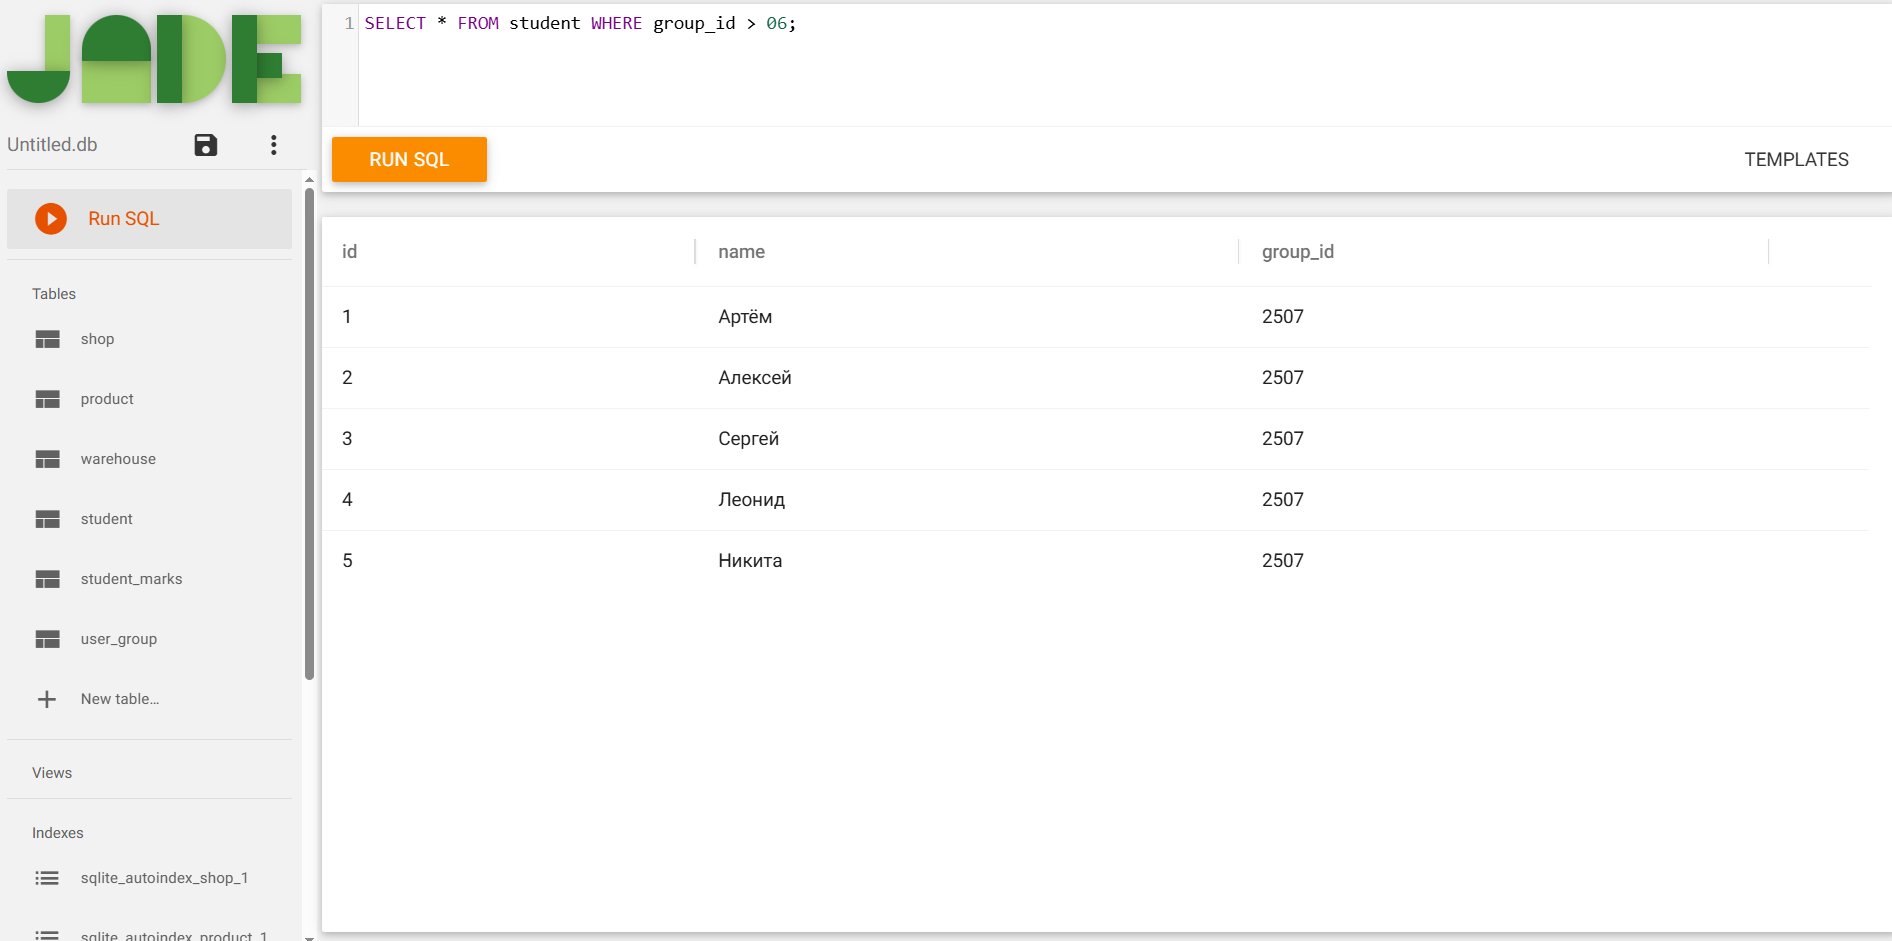 JADE
Untitled.db
Run SQL
Tables
shop
product
warehouse
student
student_marks
user_group
New table...
Views
Indexes
sqlite_autoindex_shop_1
sqlite_autoindex_product_1
1 SELECT * FROM student WHERE group_id > 06;
RUN SQL
TEMPLATES
id name group_id
1 Артём 2507
2 Алексей 2507
3 Сергей 2507
4 Леонид 2507
5 Никита 2507